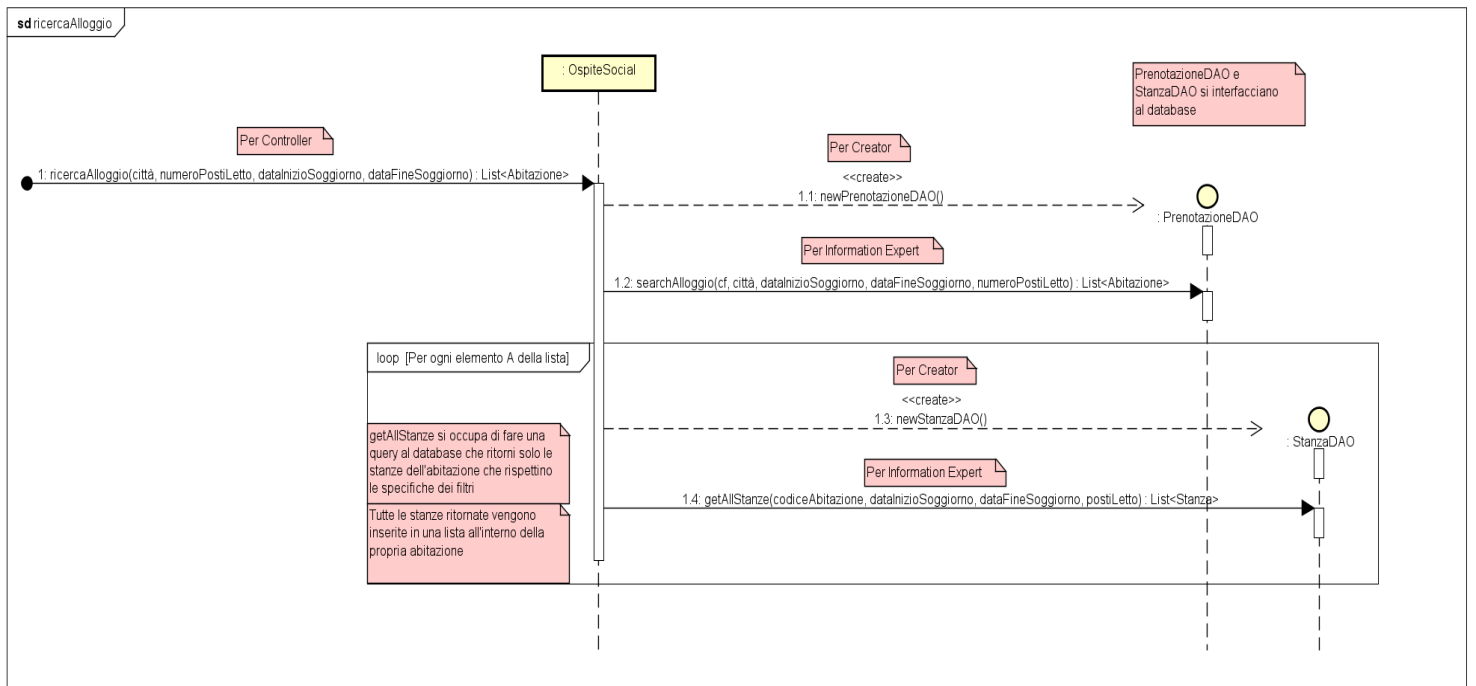 sd ricercaAlloggio
: OspiteSocial
PrenotazioneDAO e
StanzaDAO si interfacciano
al database
Per Controller
Per Creator
1: ricercaAlloggio(città, numeroPostiLetto, dataInizioSoggiorno, dataFineSoggiorno) : List<Abitazione>
<<create>>
1.1: newPrenotazioneDAO()
: PrenotazioneDAO
Per Information Expert
1.2: searchAlloggio(cf, città, dataInizioSoggiorno, dataFineSoggiorno, numeroPostiLetto) : List<Abitazione>
loop [Per ogni elemento A della lista]
Per Creator
<<create>>
1.3: newStanzaDAO()
: StanzaDAO
getAllStanze si occupa di fare una
query al database che ritorni solo le
stanze dell'abitazione che rispettino
le specifiche dei filtri
Per Information Expert
1.4: getAllStanze(codiceAbitazione, dataInizioSoggiorno, dataFineSoggiorno, postiLetto) : List<Stanza>
Tutte le stanze ritornate vengono
inserite in una lista all'interno della
propria abitazione